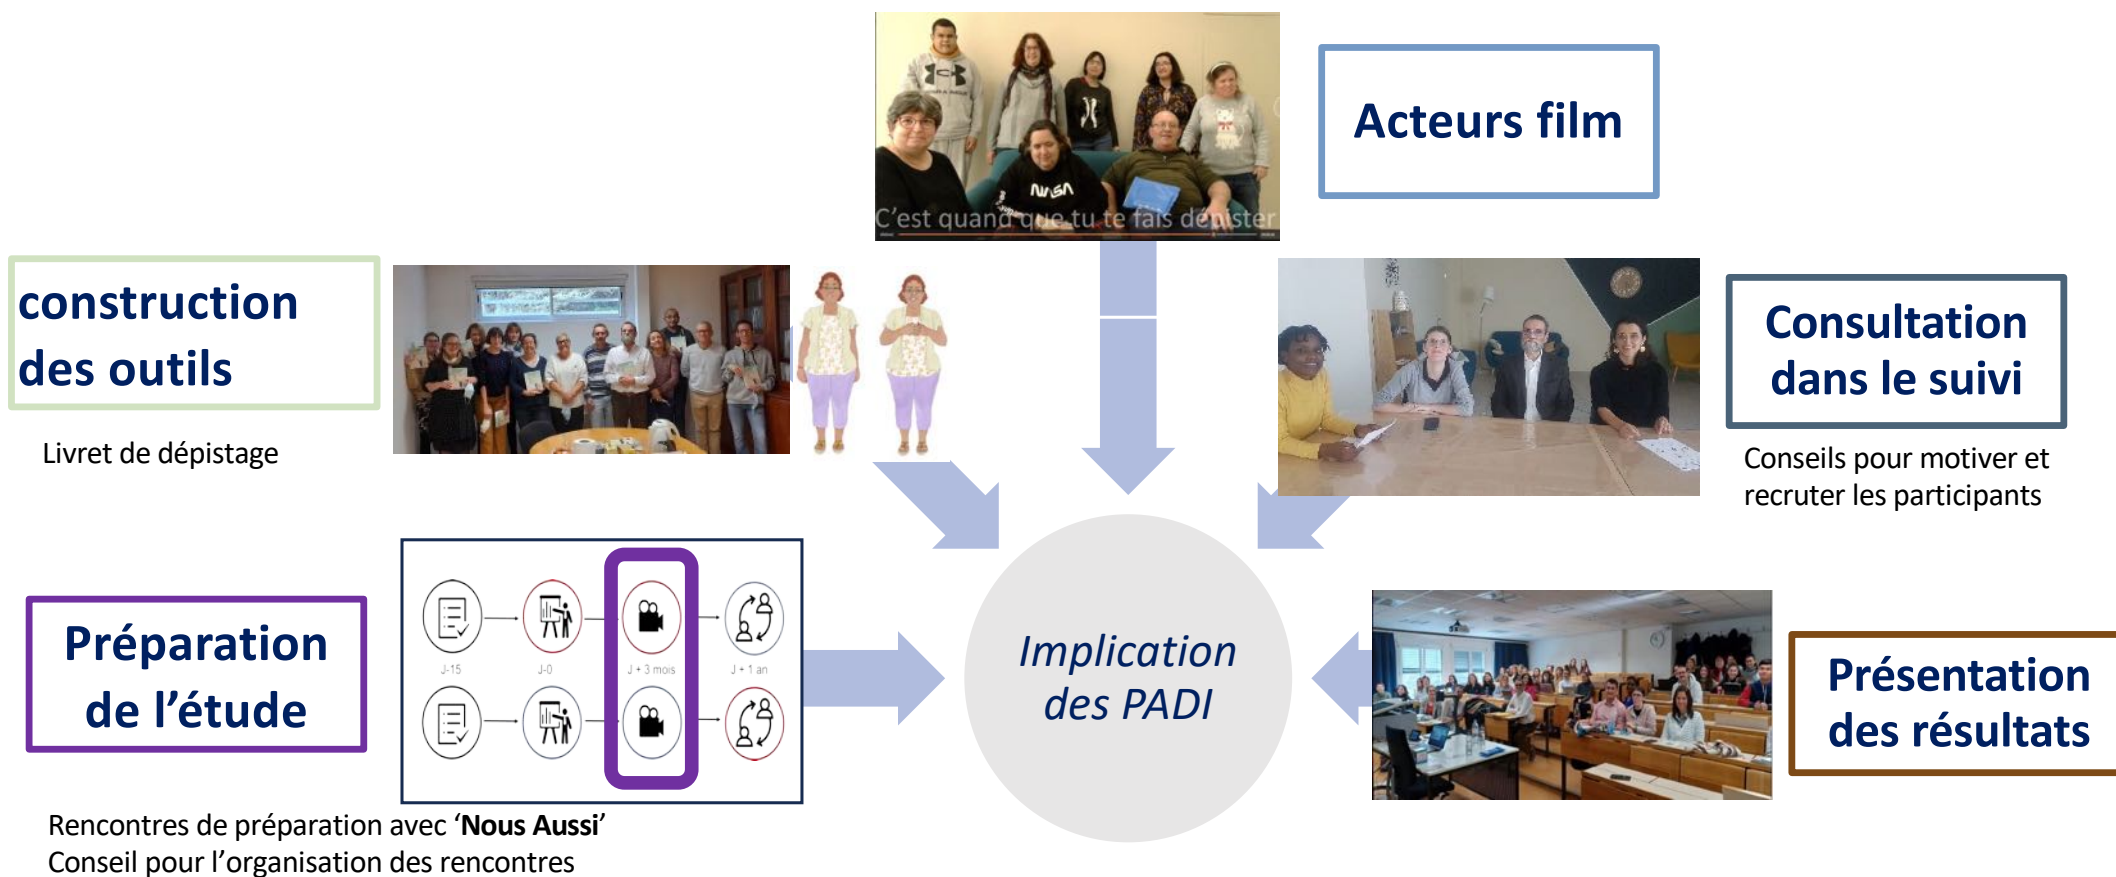 Acteurs film
NASA
C'est quand que tu te fais dépister
construction
des outils
Livret de dépistage
Consultation
dans le suivi
Conseils pour motiver et
recruter les participants
Préparation
de l'étude
J-15
J-0
J + 3 mois
J + 1 an
Rencontres de préparation avec ‘Nous Aussi’
Conseil pour l'organisation des rencontres
Implication
des PADI
Présentation
des résultats